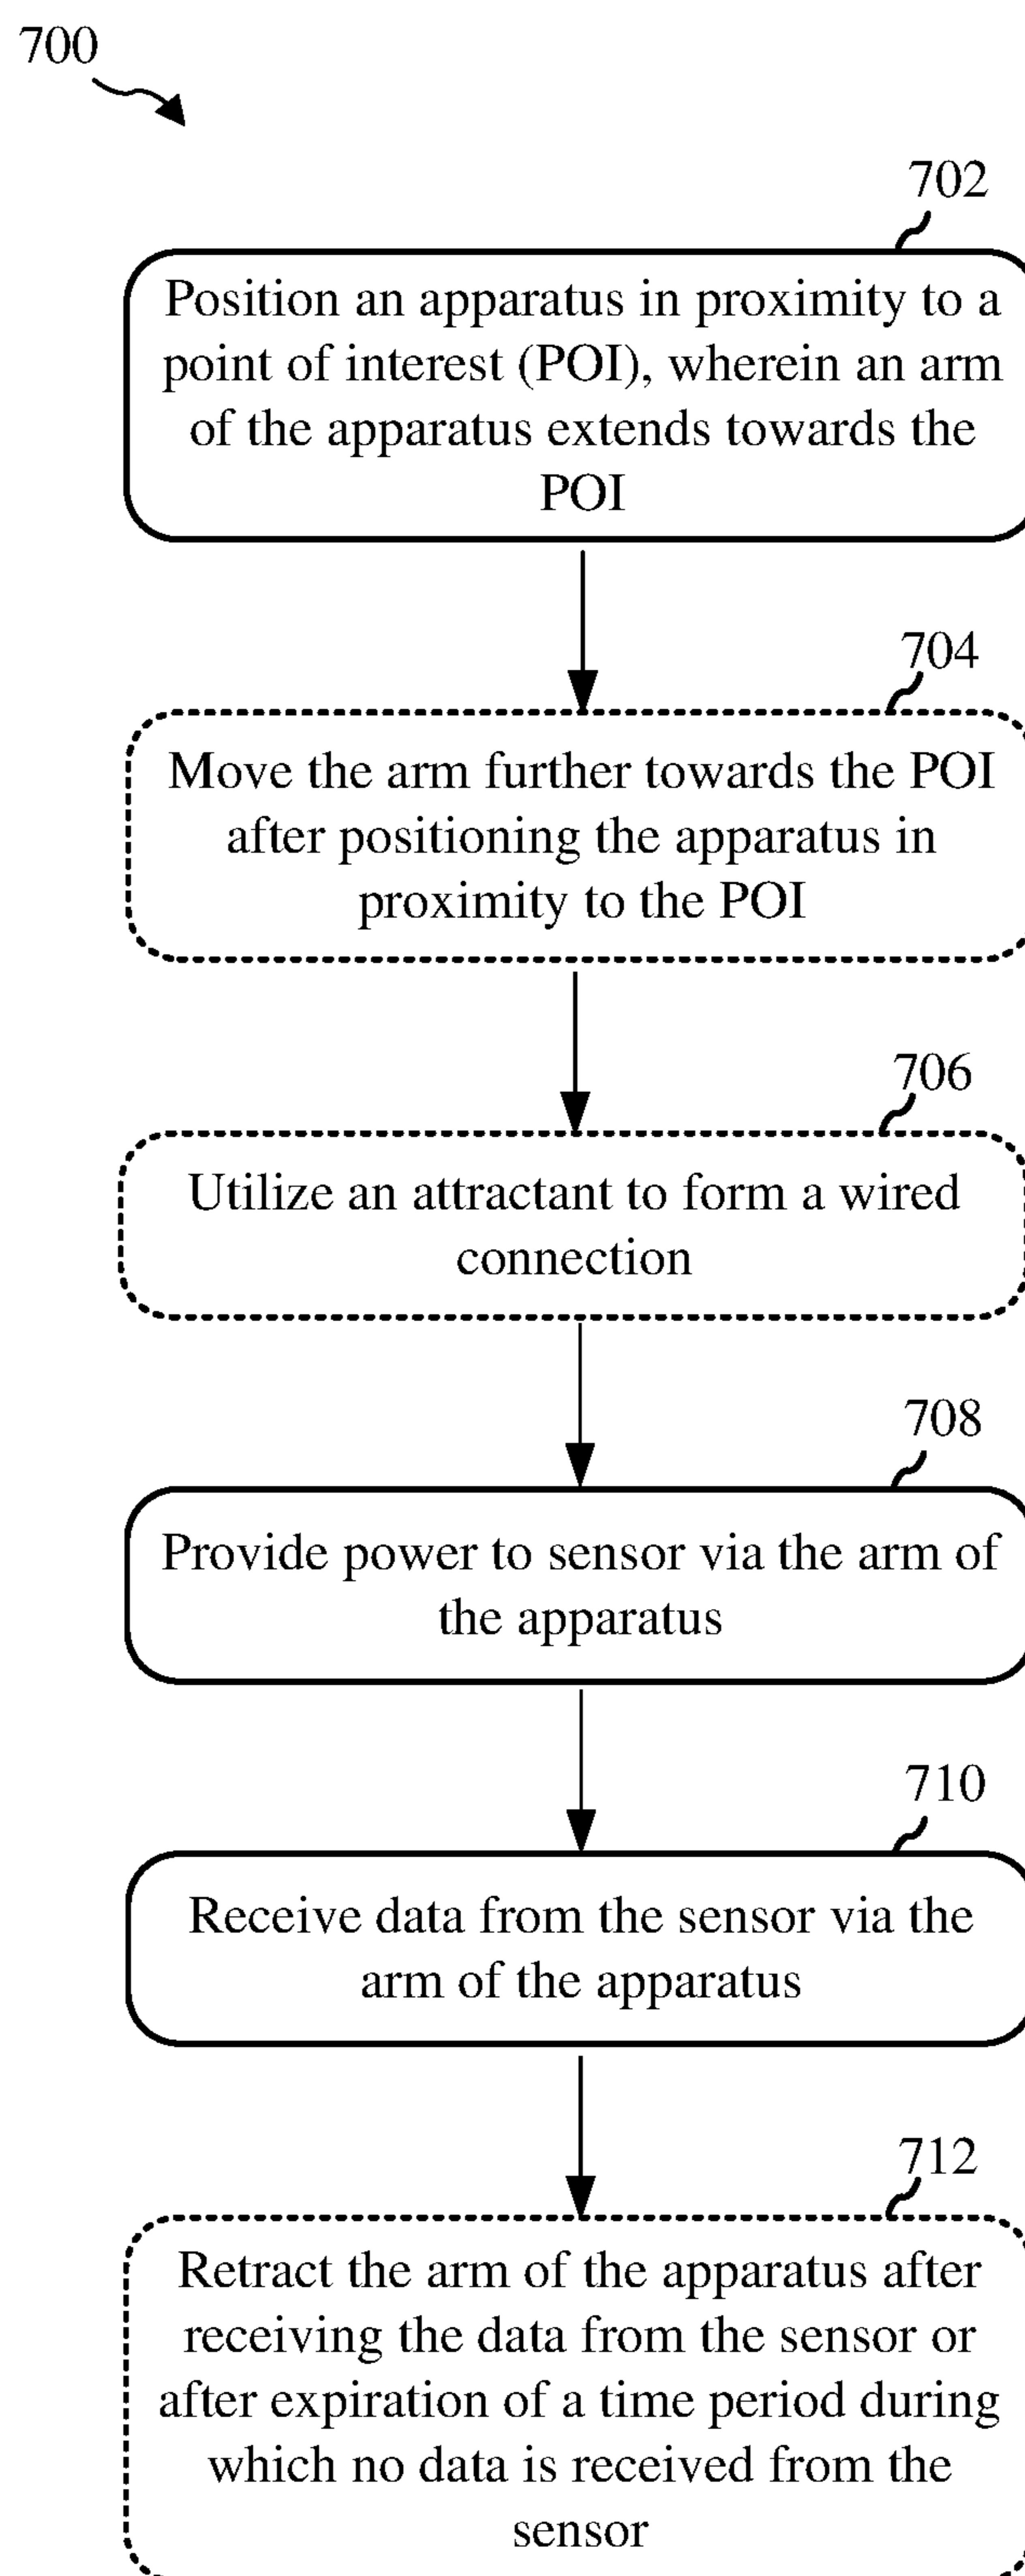 700
702
Position an apparatus in proximity to a
point of interest (POI), wherein an arm
of the apparatus extends towards the
POI
704
Move the arm further towards the POI
after positioning the apparatus in
proximity to the POI
706
Utilize an attractant to form a wired
connection
708
Provide power to sensor via the arm of
the apparatus
710
Receive data from the sensor via the
arm of the apparatus
712
Retract the arm of the apparatus after
receiving the data from the sensor or
after expiration of a time period during
which no data is received from the
sensor